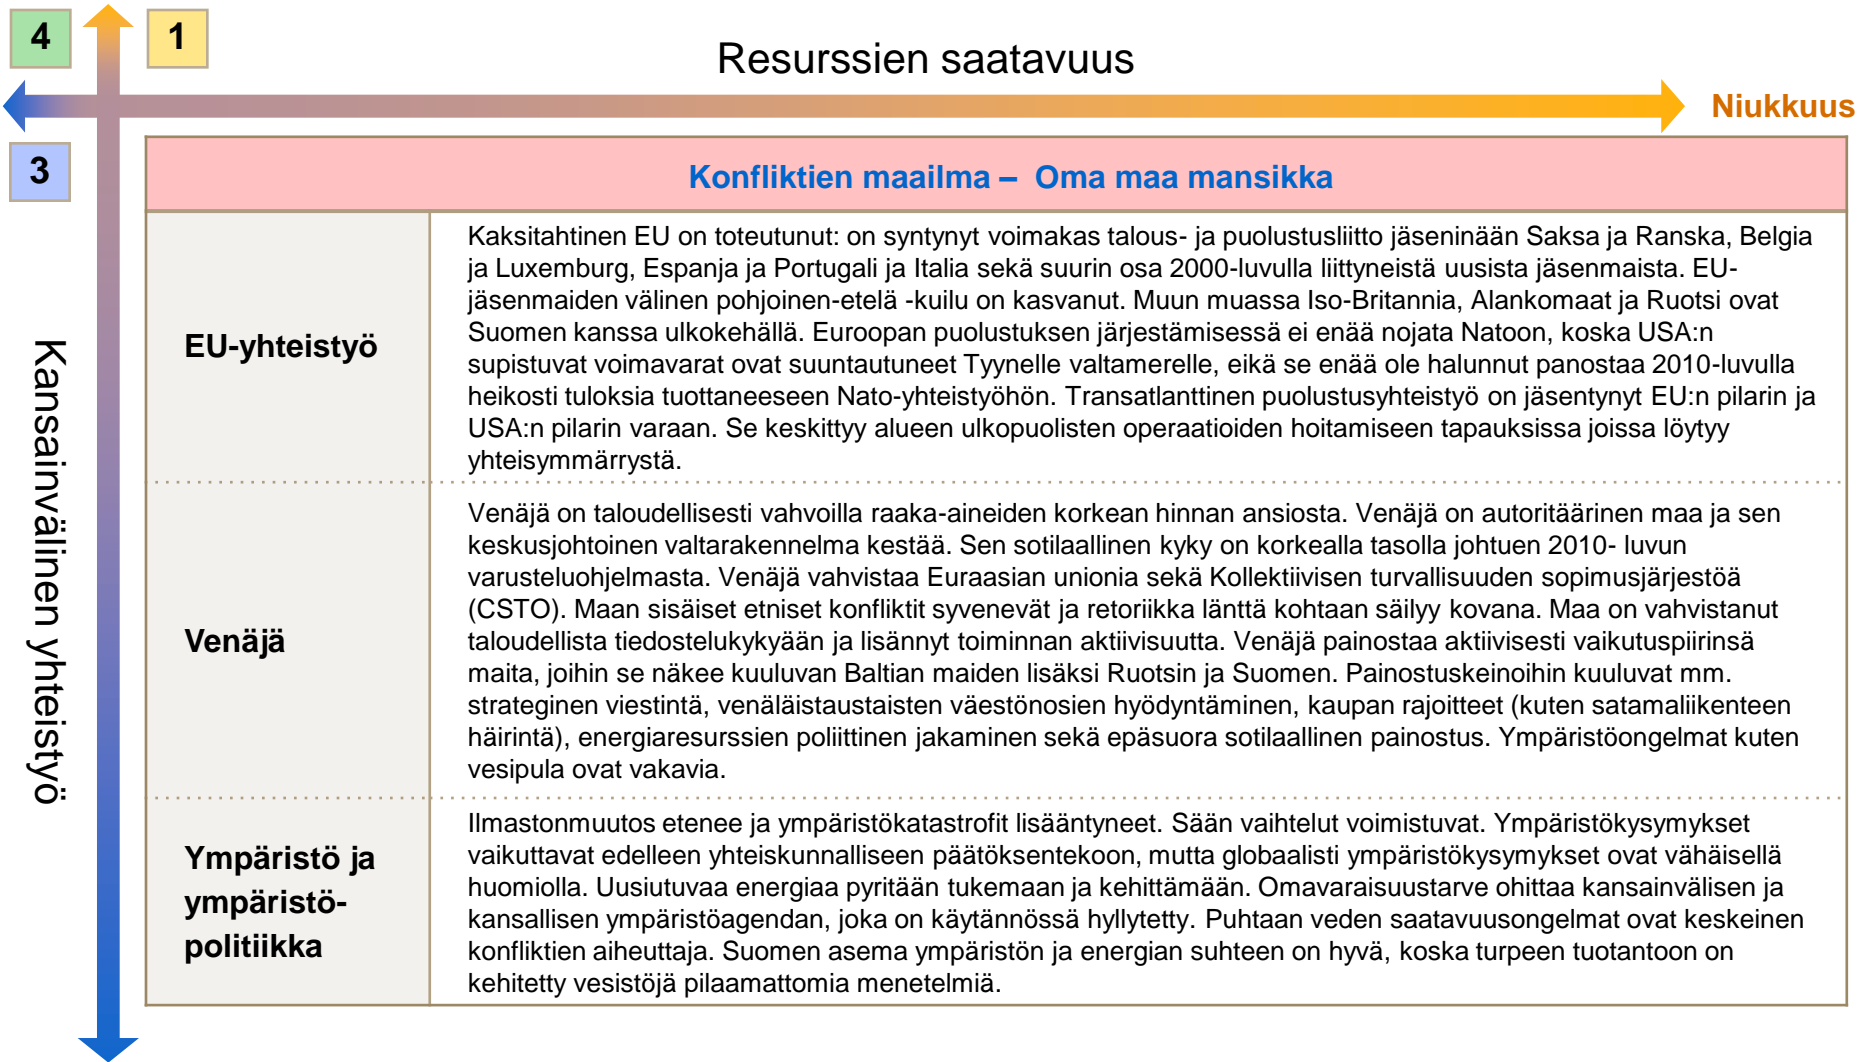 4
1
Resurssien saatavuus
Niukkuus
3
Kansainvälinen yhteistyö
Konfliktien maailma – Oma maa mansikka
EU-yhteistyö
Kaksitahtinen EU on toteutunut: on syntynyt voimakas talous- ja puolustusliitto jäseninään Saksa ja Ranska, Belgia
ja Luxemburg, Espanja ja Portugali ja Italia sekä suurin osa 2000-luvulla liittyneistä uusista jäsenmaista. EU-
jäsenmaiden välinen pohjoinen-etelä -kuilu on kasvanut. Muun muassa Iso-Britannia, Alankomaat ja Ruotsi ovat
Suomen kanssa ulkokehällä. Euroopan puolustuksen järjestämisessä ei enää nojata Natoon, koska USA:n
supistuvat voimavarat ovat suuntautuneet Tyynelle valtamerelle, eikä se enää ole halunnut panostaa 2010-luvulla
heikosti tuloksia tuottaneeseen Nato-yhteistyöhön. Transatlanttinen puolustusyhteistyö on jäsentynyt EU:n pilarin ja
USA:n pilarin varaan. Se keskittyy alueen ulkopuolisten operaatioiden hoitamiseen tapauksissa joissa löytyy
yhteisymmärrystä.
Venäjä
Venäjä on taloudellisesti vahvoilla raaka-aineiden korkean hinnan ansiosta. Venäjä on autoritäärinen maa ja sen
keskusjohtoinen valtarakennelma kestää. Sen sotilaallinen kyky on korkealla tasolla johtuen 2010- luvun
varusteluohjelmasta. Venäjä vahvistaa Euraasian unionia sekä Kollektiivisen turvallisuuden sopimusjärjestöä
(CSTO). Maan sisäiset etniset konfliktit syvenevät ja retoriikka länttä kohtaan säilyy kovana. Maa on vahvistanut
taloudellista tiedostelukykyään ja lisännyt toiminnan aktiivisuutta. Venäjä painostaa aktiivisesti vaikutuspiirinsä
maita, joihin se näkee kuuluvan Baltian maiden lisäksi Ruotsin ja Suomen. Painostuskeinoihin kuuluvat mm.
strateginen viestintä, venäläistaustaisten väestönosien hyödyntäminen, kaupan rajoitteet (kuten satamaliikenteen
häirintä), energiaresurssien poliittinen jakaminen sekä epäsuora sotilaallinen painostus. Ympäristöongelmat kuten
vesipula ovat vakavia.
Ympäristö ja
ympäristö-
politiikka
Ilmastonmuutos etenee ja ympäristökatastrofit lisääntyneet. Sään vaihtelut voimistuvat. Ympäristökysymykset
vaikuttavat edelleen yhteiskunnalliseen päätöksentekoon, mutta globaalisti ympäristökysymykset ovat vähäisellä
huomiolla. Uusiutuvaa energiaa pyritään tukemaan ja kehittämään. Omavaraisuustarve ohittaa kansainvälisen ja
kansallisen ympäristöagendan, joka on käytännössä hyllytetty. Puhtaan veden saatavuusongelmat ovat keskeinen
konfliktien aiheuttaja. Suomen asema ympäristön ja energian suhteen on hyvä, koska turpeen tuotantoon on
kehitetty vesistöjä pilaamattomia menetelmiä.